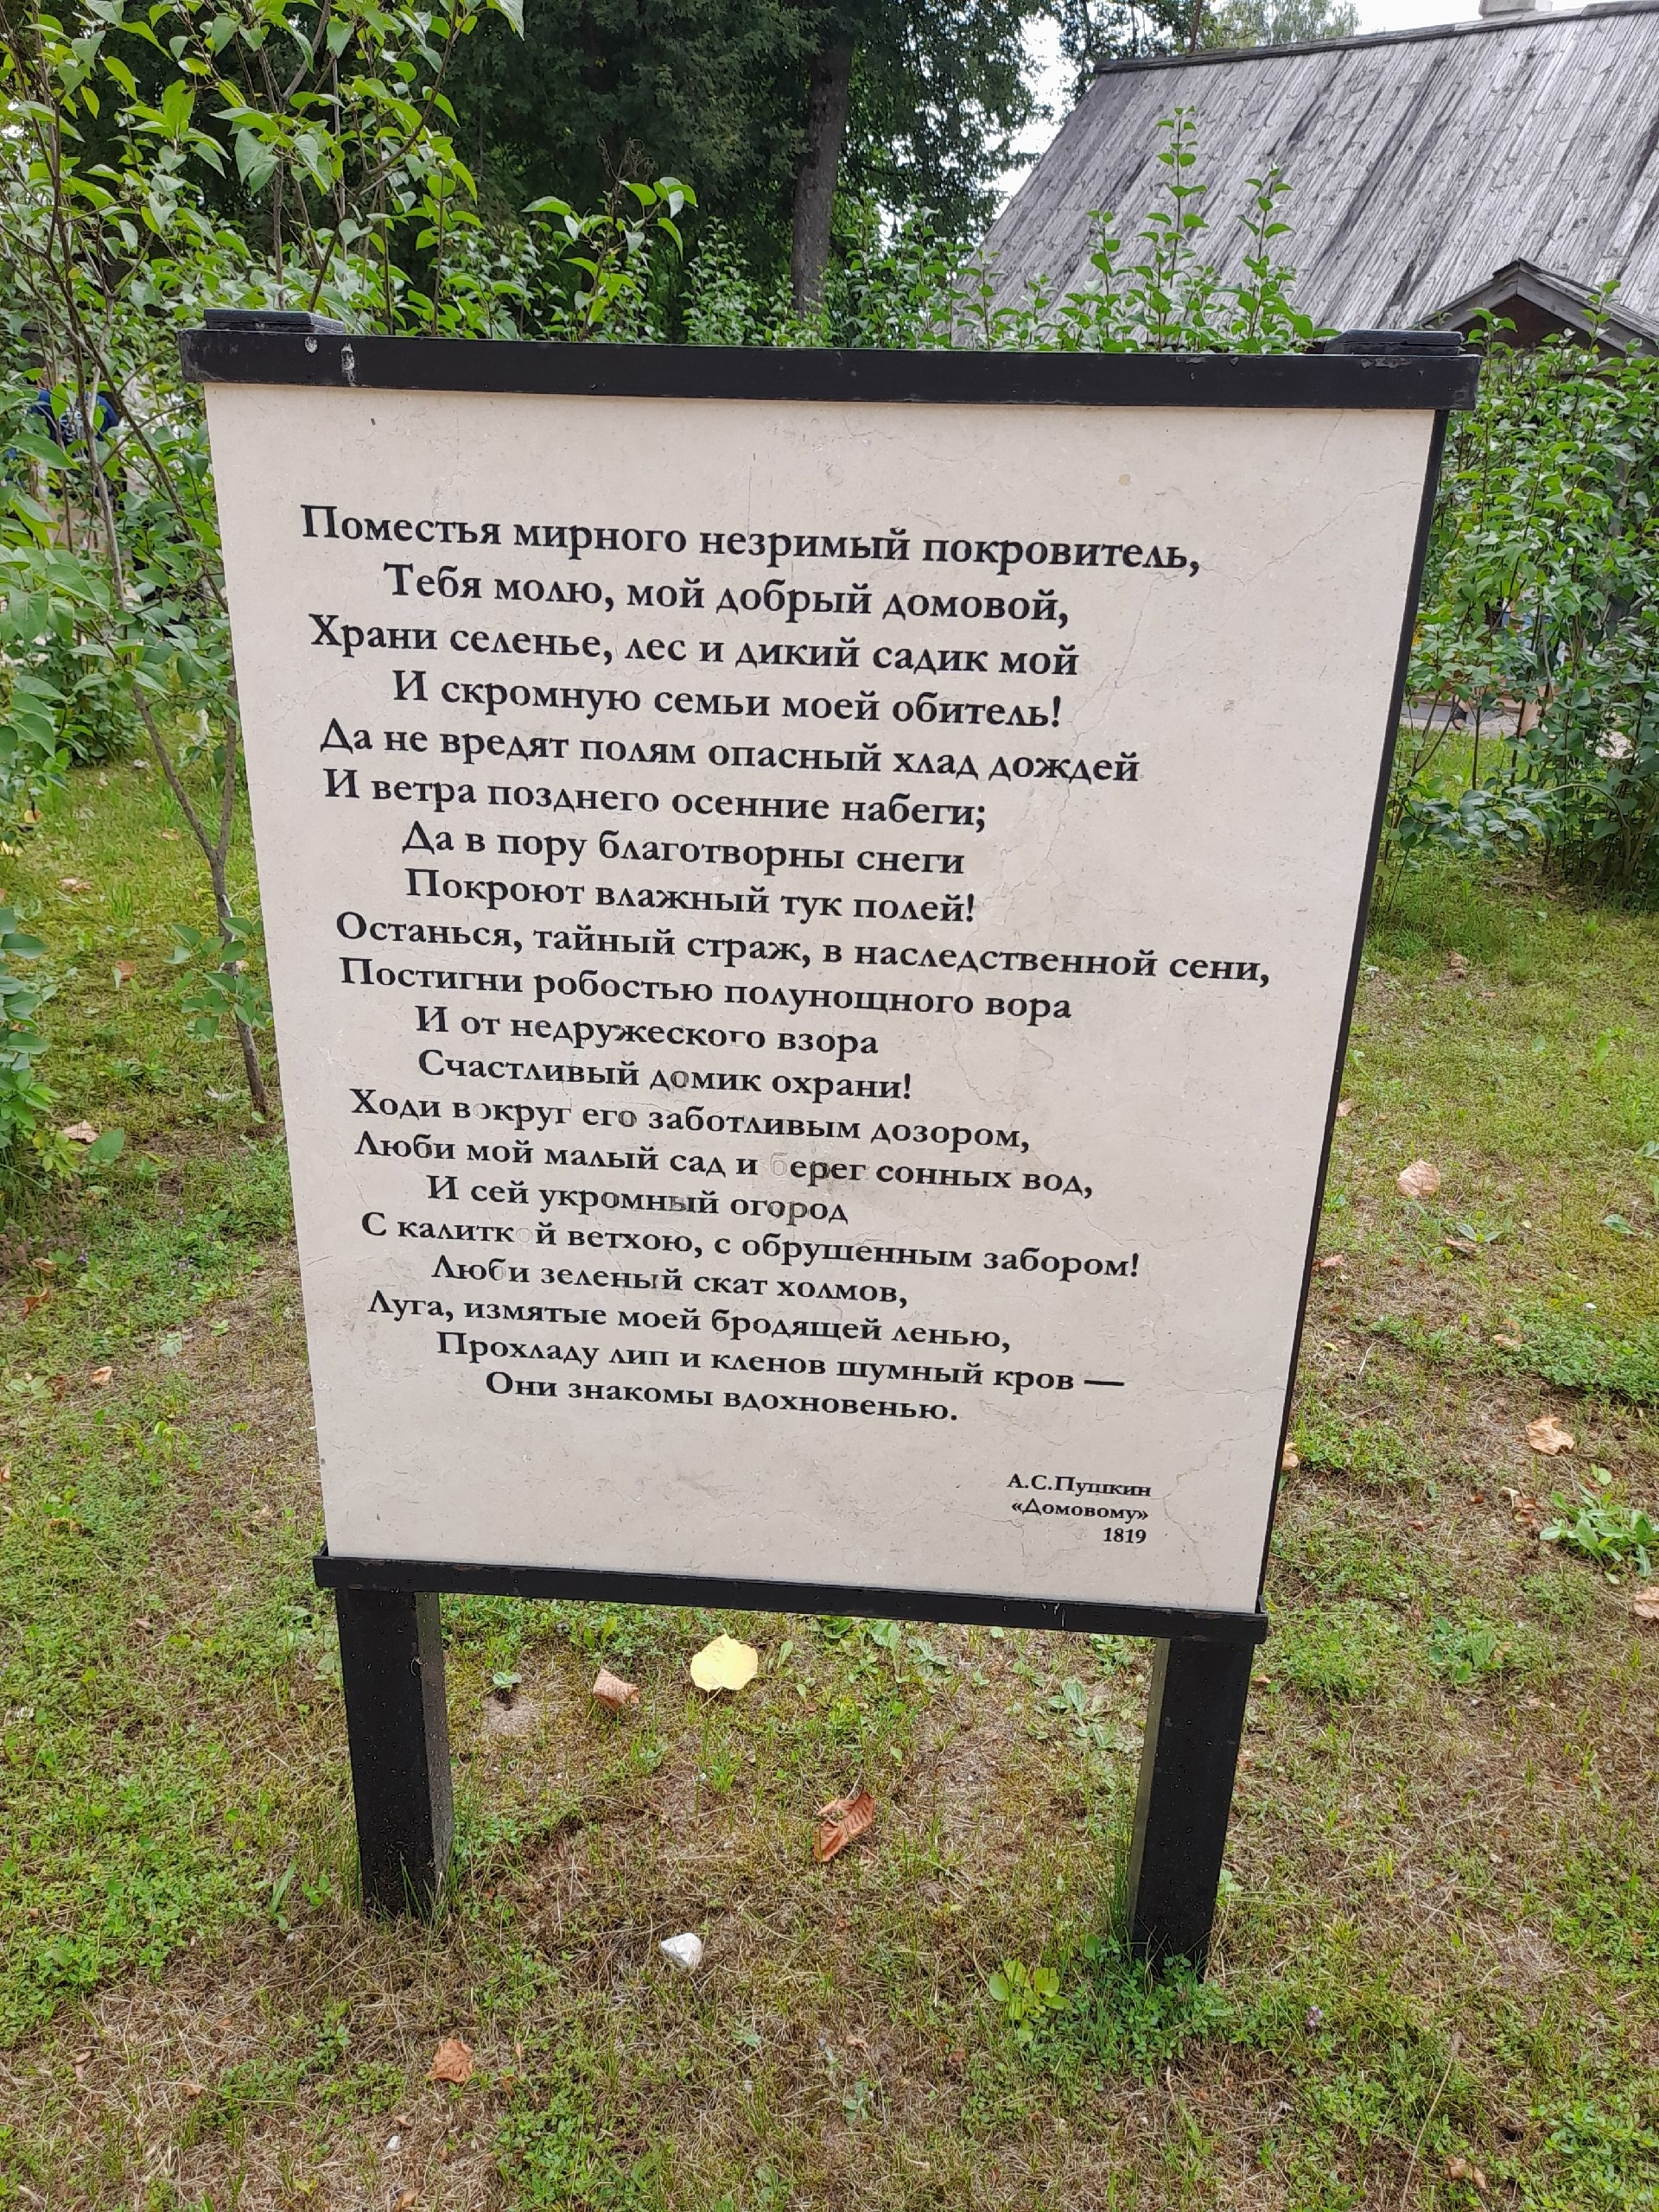 Поместья мирного незримый покровитель,
Тебя молю, мой добрый домовой,
Храни селенье, лес и дикий садик мой
И скромную семьи моей обитель!
Да не вредят полям опасный хлад дождей
И ветра позднего осенние набеги;
Да в пору благотворны снеги
Покроют влажный тук полей!
Останься, тайный страж, в наследственной сени,
Постигни робостью полунощного вора
И от недружеского взора
Счастливый домик охрани!
Ходи вокруг его заботливым дозором,
Люби мой малый сад и берег сонных вод,
И сей укромный огород
С калиткой ветхою, с обрушенным забором!
Люби зеленый скат холмов,
Луга, измятые моей бродящей ленью,
Прохладу лип и кленов шумный кров —
Они знакомы вдохновенью.
А.С.Пушкин
«Домовому»
1819